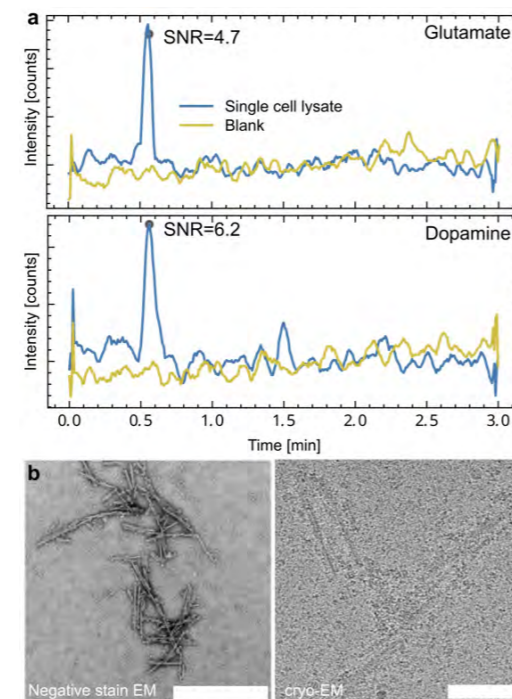 a
SNR=4.7
Glutamate
Single cell lysate
Blank
Intensity [counts]
SNR=6.2
Dopamine
Intensity [counts]
0.0 0.5 1.0 1.5 2.0 2.5 3.0
Time [min]
b
Negative stain EM
cryo-EM